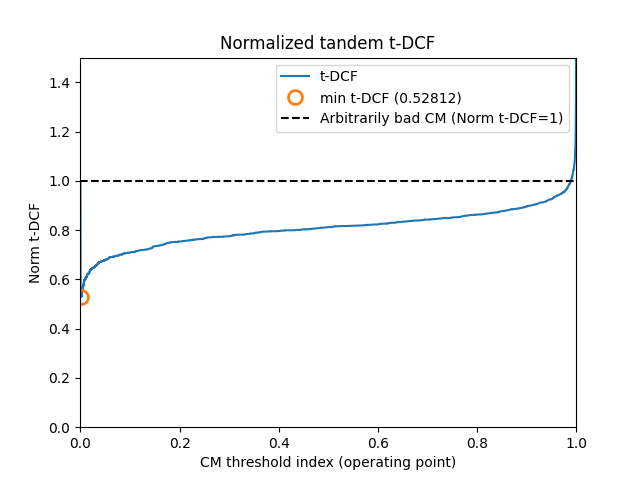 Normalized tandem t-DCF
t-DCF
min t-DCF (0.52812)
Arbitrarily bad CM (Norm t-DCF=1)
Norm t-DCF
1.4
1.2
1.0
0.8
0.6
0.4
0.2
0.0
0.0 0.2 0.4 0.6 0.8 1.0
CM threshold index (operating point)